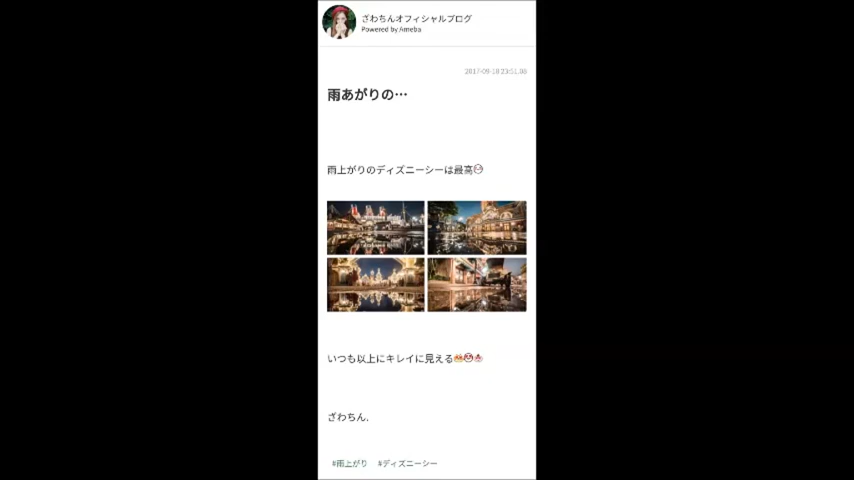 ざわちんオフィシャルブログ
Powered by Ameba
雨あがりの…
雨上がりのディズニーシーは最高
いつも以上にキレイに見える
ざわちん.
#雨上がり #ディズニーシー